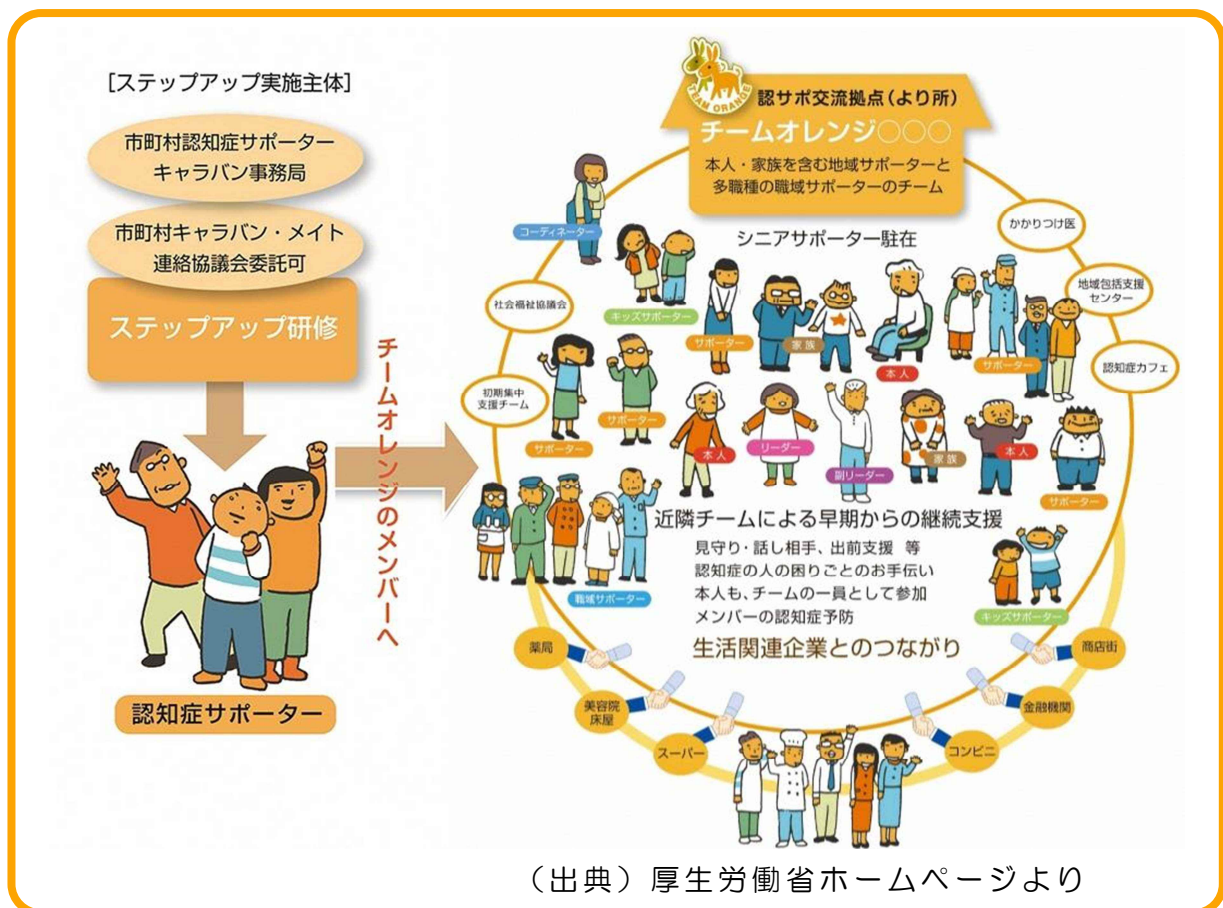 [ステップアップ実施主体]
市町村認知症サポーター
キャラバン事務局
市町村キャラバン・メイト
連絡協議会委託可
ステップアップ研修
チームオレンジのメンバーへ
認知症サポーター
TEAM ORANGE
認サポ交流拠点(より所)
チームオレンジ○○○
本人・家族を含む地域サポーターと
多職種の職域サポーターのチーム
コーディネーター
シニアサポーター駐在
かかりつけ医
地域包括支援
センター
社会福祉協議会
キッズサポーター
サポーター
家族
本人
サポーター
認知症カフェ
初期集中
支援チーム
サポーター
サポーター
本人
リーダー
副リーダー
家族
本人
サポーター
近隣チームによる早期からの継続支援
見守り・話し相手、出前支援 等
認知症の人の困りごとのお手伝い
本人も、チームの一員として参加
メンバーの認知症予防
職域サポーター
キッズサポーター
生活関連企業とのつながり
薬局
美容院
床屋
スーパー
コンビニ
金融機関
商店街
(出典)厚生労働省ホームページより